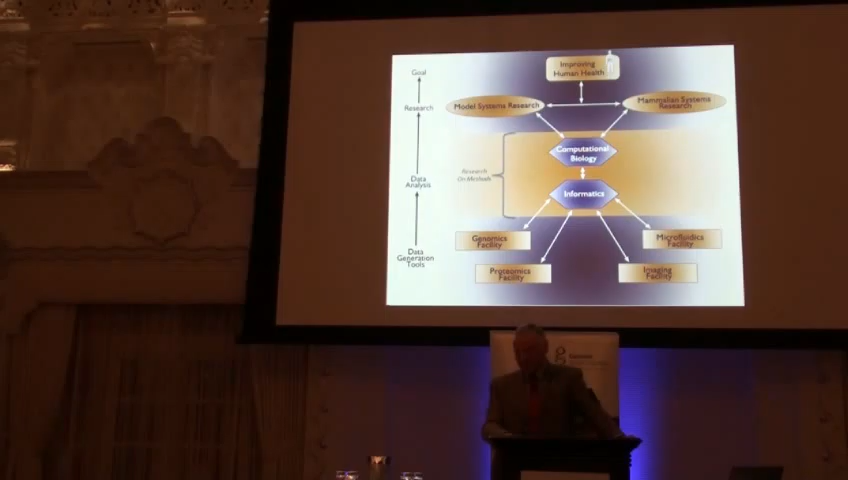 Goal
Improving
Human Health
Research
Model Systems Research
Mammalian Systems
Research
Computational
Biology
Data
Analysis
Research
On Methods
Informatics
Genomics
Facility
Microfluidics
Facility
Data
Generation
Tools
Proteomics
Facility
Imaging
Facility